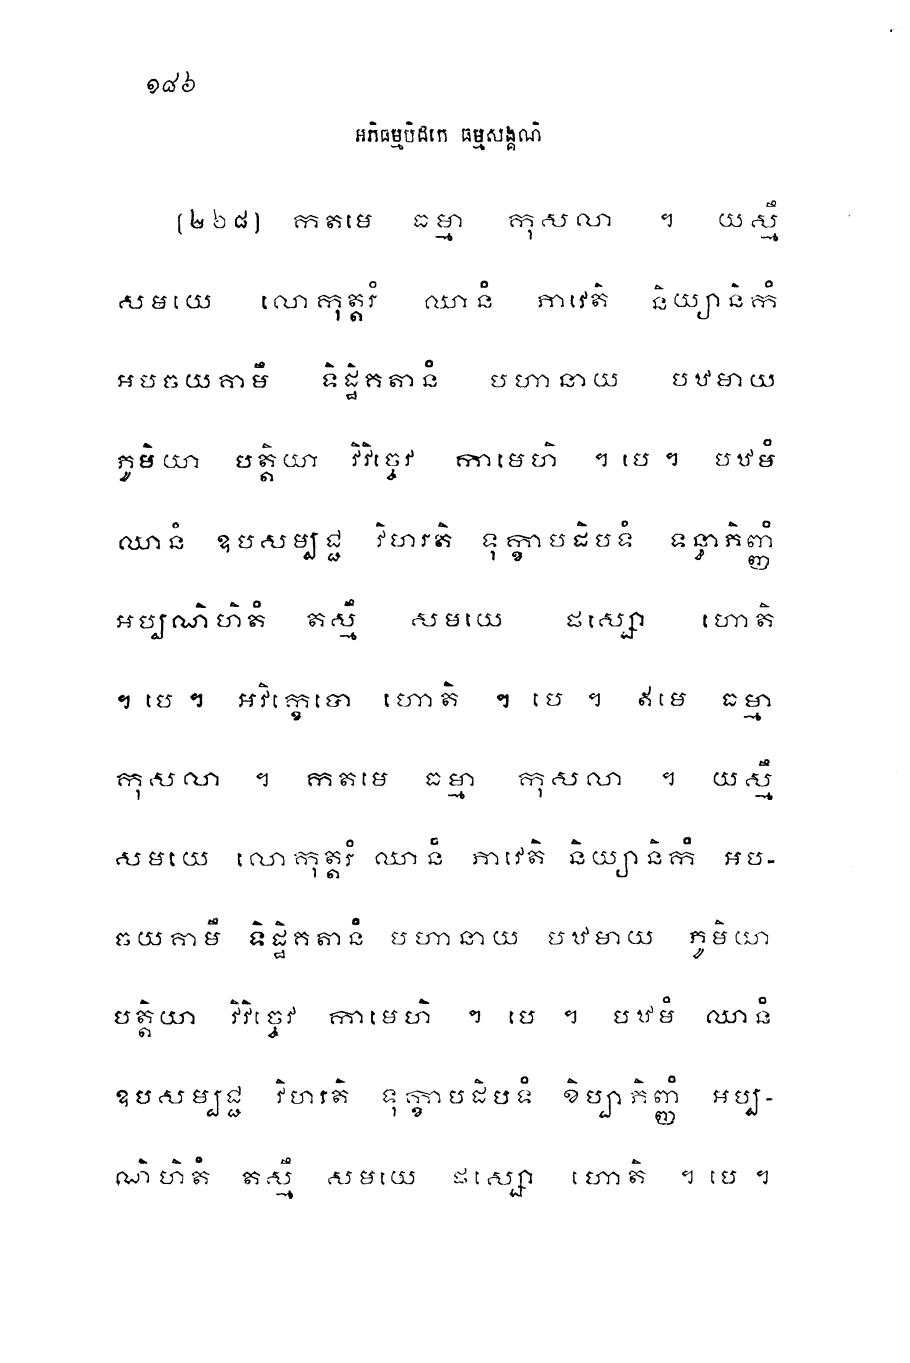 ១៨៦
អភិធម្មបិដកេ ធម្មសង្គណិ
[២៦៨] កតមេ ធម្មា កុសលា ។ យស្មឹ
សមយេ លោកុត្តរំ ឈានំ ភាវេតិ និយ្យានិកំ
អបចយគាមឹ ទិដ្ឋិគតានំ បហានាយ បឋមាយ
ភូមិយា បត្តិយា វិវិច្ចេវ កាមេហិ ។ បេ ។ បឋមំ
ឈានំ ឧបសម្បជ្ជ វិហរតិ ទុក្ខាបដិបទំ ទន្ធាភិញ្ញំ
អប្បណិហិតំ តស្មឹ សមយេ ផស្សោ ហោតិ
។ បេ ។ អវិក្ខេបោ ហោតិ ។ បេ ។ ឥមេ ធម្មា
កុសលា ។ កតមេ ធម្មា កុសលា ។ យស្មឹ
សមយេ លោកុត្តរំ ឈានំ ភាវេតិ និយ្យានិកំ អប-
ចយគាមឹ ទិដ្ឋិគតានំ បហានាយ បឋមាយ ភូមិយា
បត្តិយា វិវិច្ចេវ កាមេហិ ។ បេ ។ បឋមំ ឈានំ
ឧបសម្បជ្ជ វិហរតិ ទុក្ខាបដិបទំ ខិប្បាភិញ្ញំ អប្ប-
ណិហិតំ តស្មឹ សមយេ ផស្សោ ហោតិ ។ បេ ។